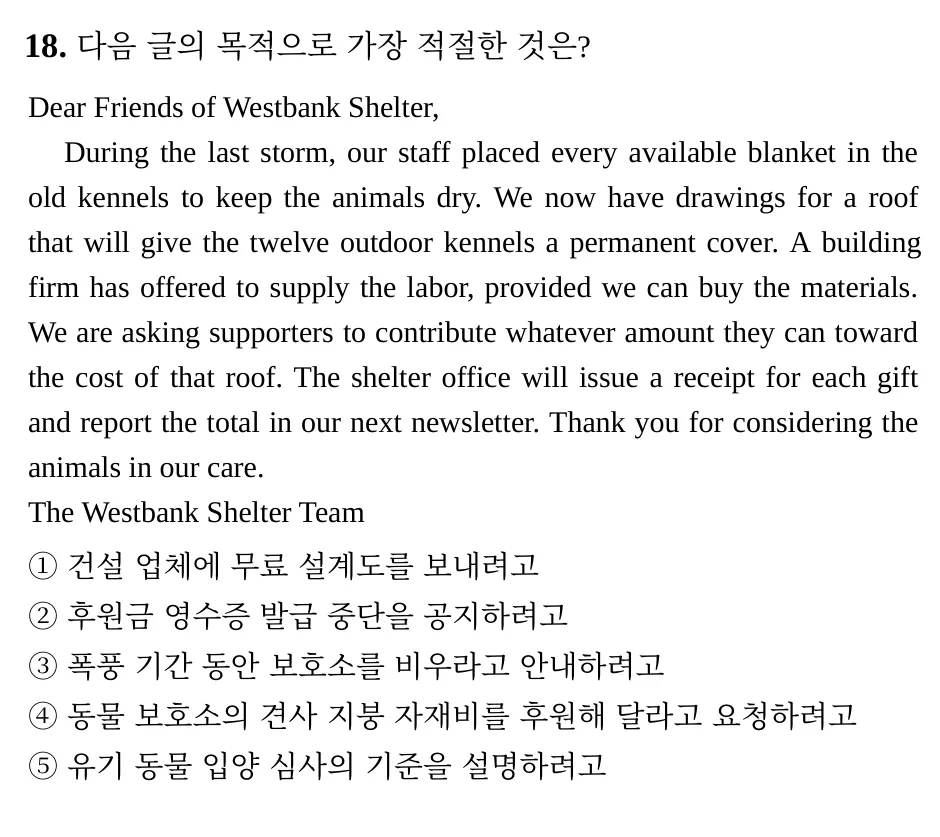 18. 다음 글의 목적으로 가장 적절한 것은?
Dear Friends of Westbank Shelter,
During the last storm, our staff placed every available blanket in the
old kennels to keep the animals dry. We now have drawings for a roof
that will give the twelve outdoor kennels a permanent cover. A building
firm has offered to supply the labor, provided we can buy the materials.
We are asking supporters to contribute whatever amount they can toward
the cost of that roof. The shelter office will issue a receipt for each gift
and report the total in our next newsletter. Thank you for considering the
animals in our care.
The Westbank Shelter Team
① 건설 업체에 무료 설계도를 보내려고
② 후원금 영수증 발급 중단을 공지하려고
③ 폭풍 기간 동안 보호소를 비우라고 안내하려고
④ 동물 보호소의 견사 지붕 자재비를 후원해 달라고 요청하려고
⑤ 유기 동물 입양 심사의 기준을 설명하려고